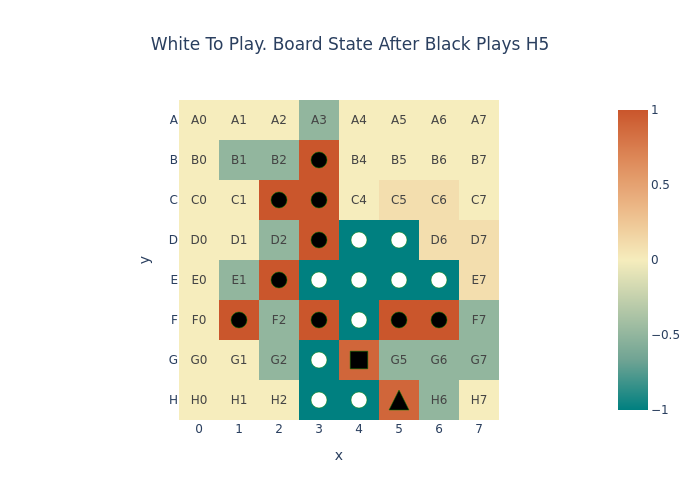 White To Play. Board State After Black Plays H5
A A0 A1 A2 A3 A4 A5 A6 A7
B B0 B1 B2 B4 B5 B6 B7
C C0 C1 C4 C5 C6 C7
D D0 D1 D2 D6 D7
E E0 E1 E7
F F0 F2 F7
G G0 G1 G2 G5 G6 G7
H H0 H1 H2 H6 H7
0 1 2 3 4 5 6 7
x
y
1
0.5
0
−0.5
−1